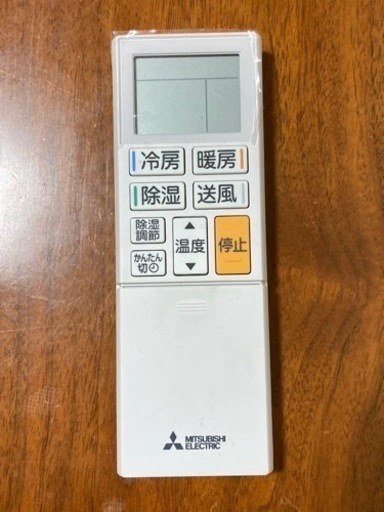 冷房 暖房
除湿 送風
除湿
調節
温度
停止
かんたん
切
MITSUBISHI
ELECTRIC